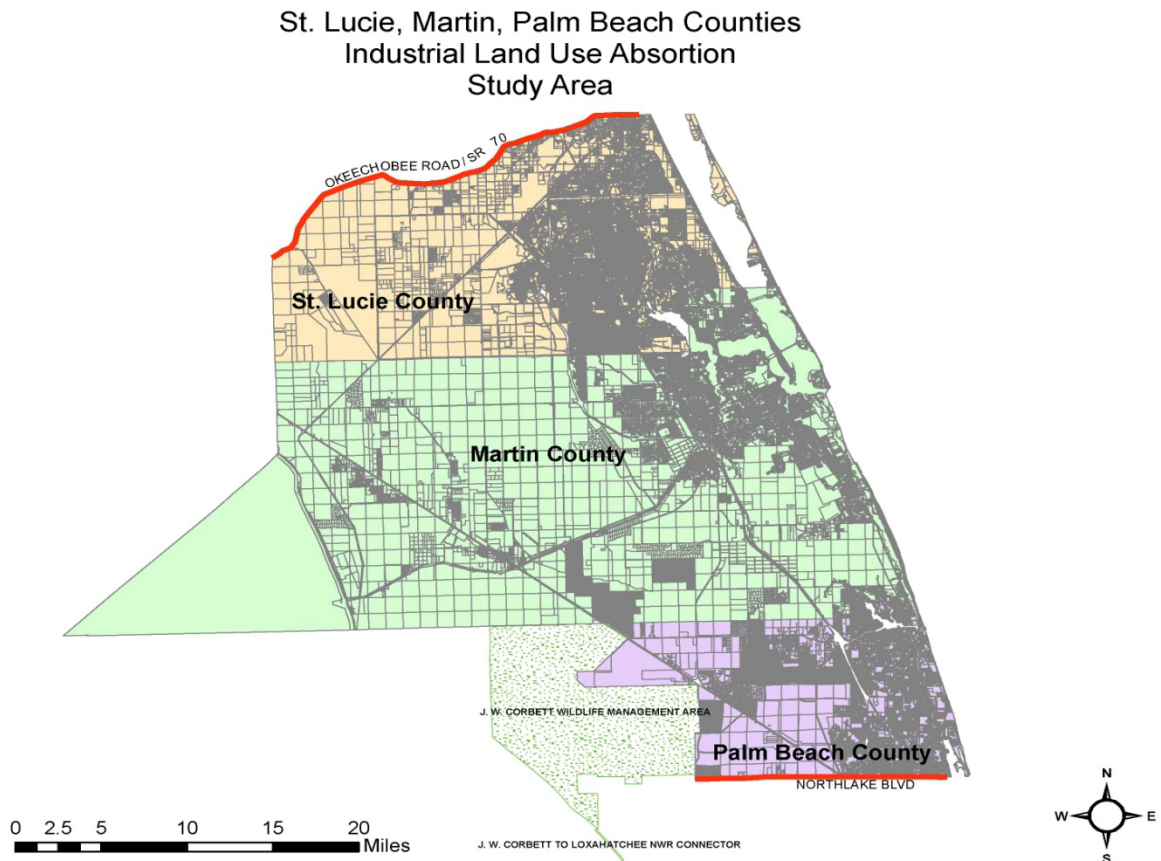 St. Lucie, Martin, Palm Beach Counties
Industrial Land Use Absortion
Study Area
OKEECHOBEE ROAD / SR 70
St. Lucie County
Martin County
J. W. CORBETT WILDLIFE MANAGEMENT AREA
Palm Beach County
NORTHLAKE BLVD
N
W E
S
0 2.5 5 10 15 20
Miles
J. W. CORBETT TO LOXAHATCHEE NWR CONNECTOR